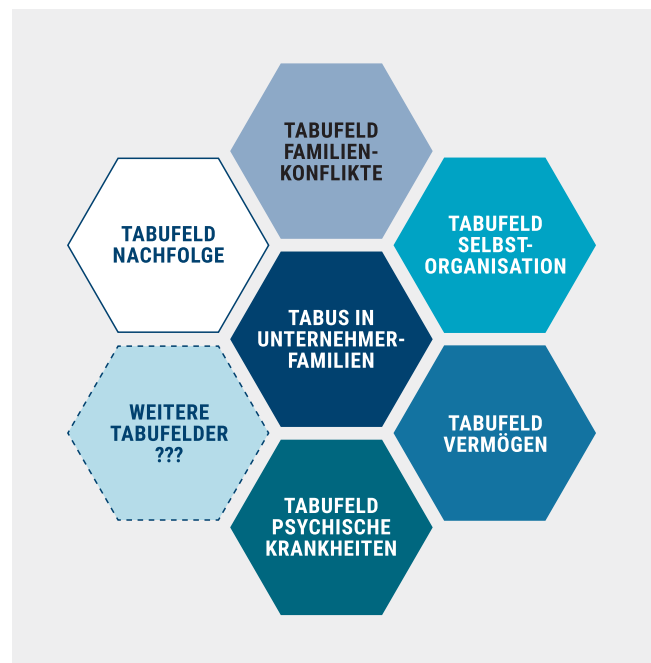 TABUFELD
FAMILIEN-
KONFLIKTE
TABUFELD
SELBST-
ORGANISATION
TABUFELD
NACHFOLGE
TABUS IN
UNTERNEHMER-
FAMILIEN
WEITERE
TABUFELDER
???
TABUFELD
VERMÖGEN
TABUFELD
PSYCHISCHE
KRANKHEITEN